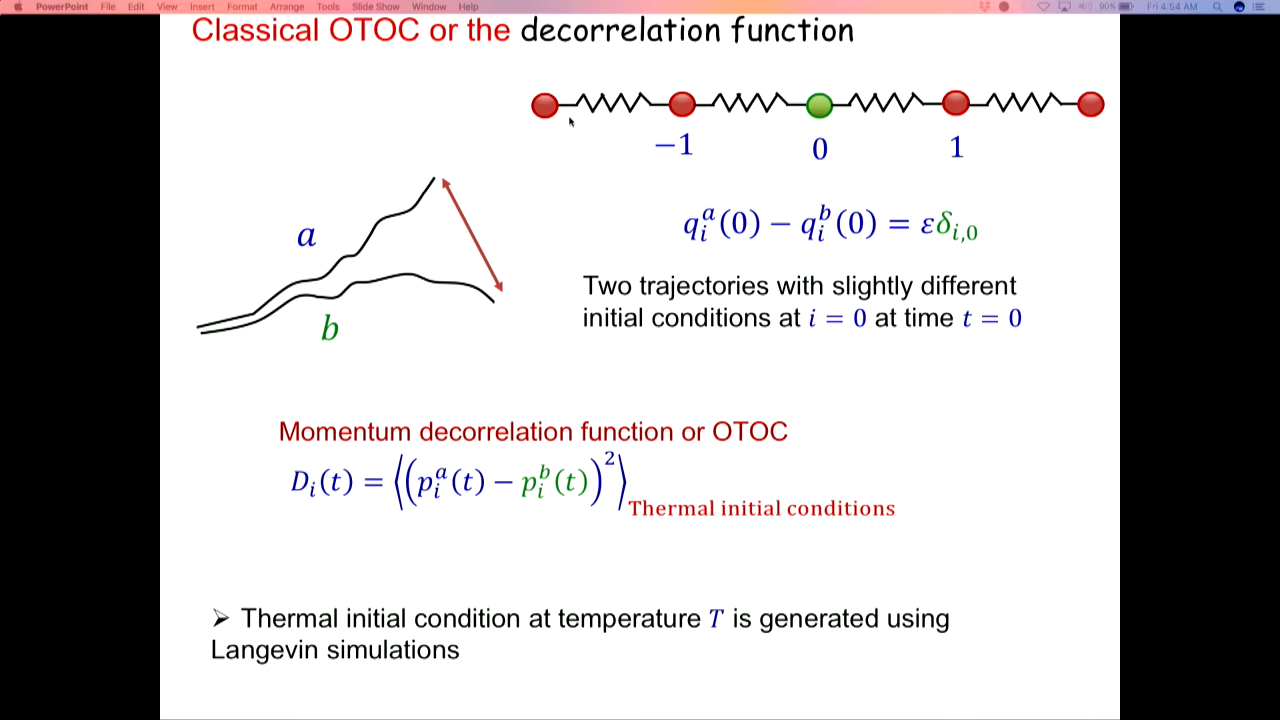 PowerPoint File Edit View Insert Format Arrange Tools Slide Show Window Help 90% Fri 4:54 AM
Classical OTOC or the decorrelation function
−1 0 1
a
q_i^a(0) − q_i^b(0) = εδ_{i,0}
Two trajectories with slightly different
initial conditions at i = 0 at time t = 0
b
Momentum decorrelation function or OTOC
D_i(t) = ⟨(p_i^a(t) − p_i^b(t))^2⟩_{Thermal initial conditions}
➢ Thermal initial condition at temperature T is generated using
Langevin simulations